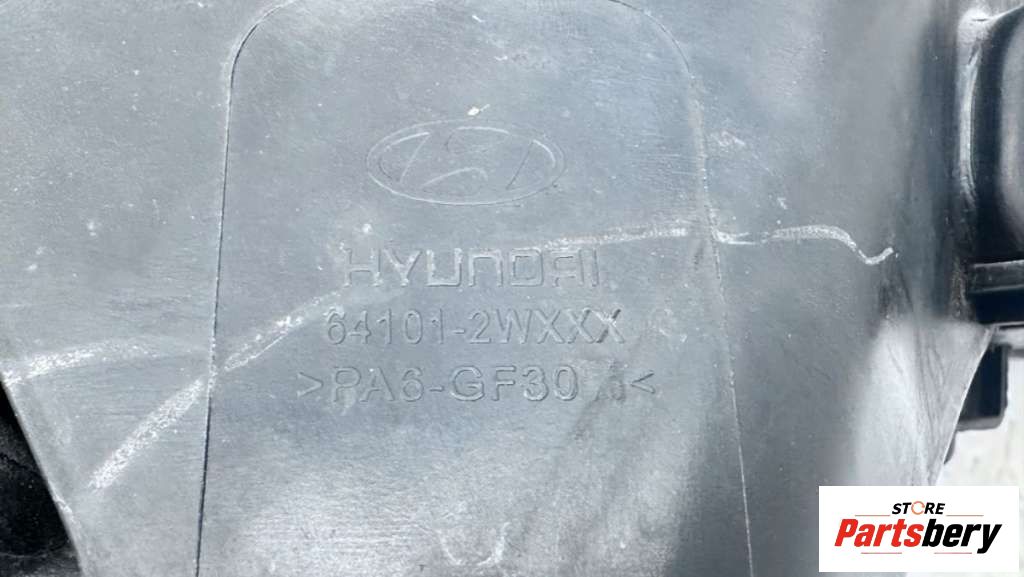 HYUNDAI
64101-2WXXX
>PA6-GF30%<
STORE
Partsbery